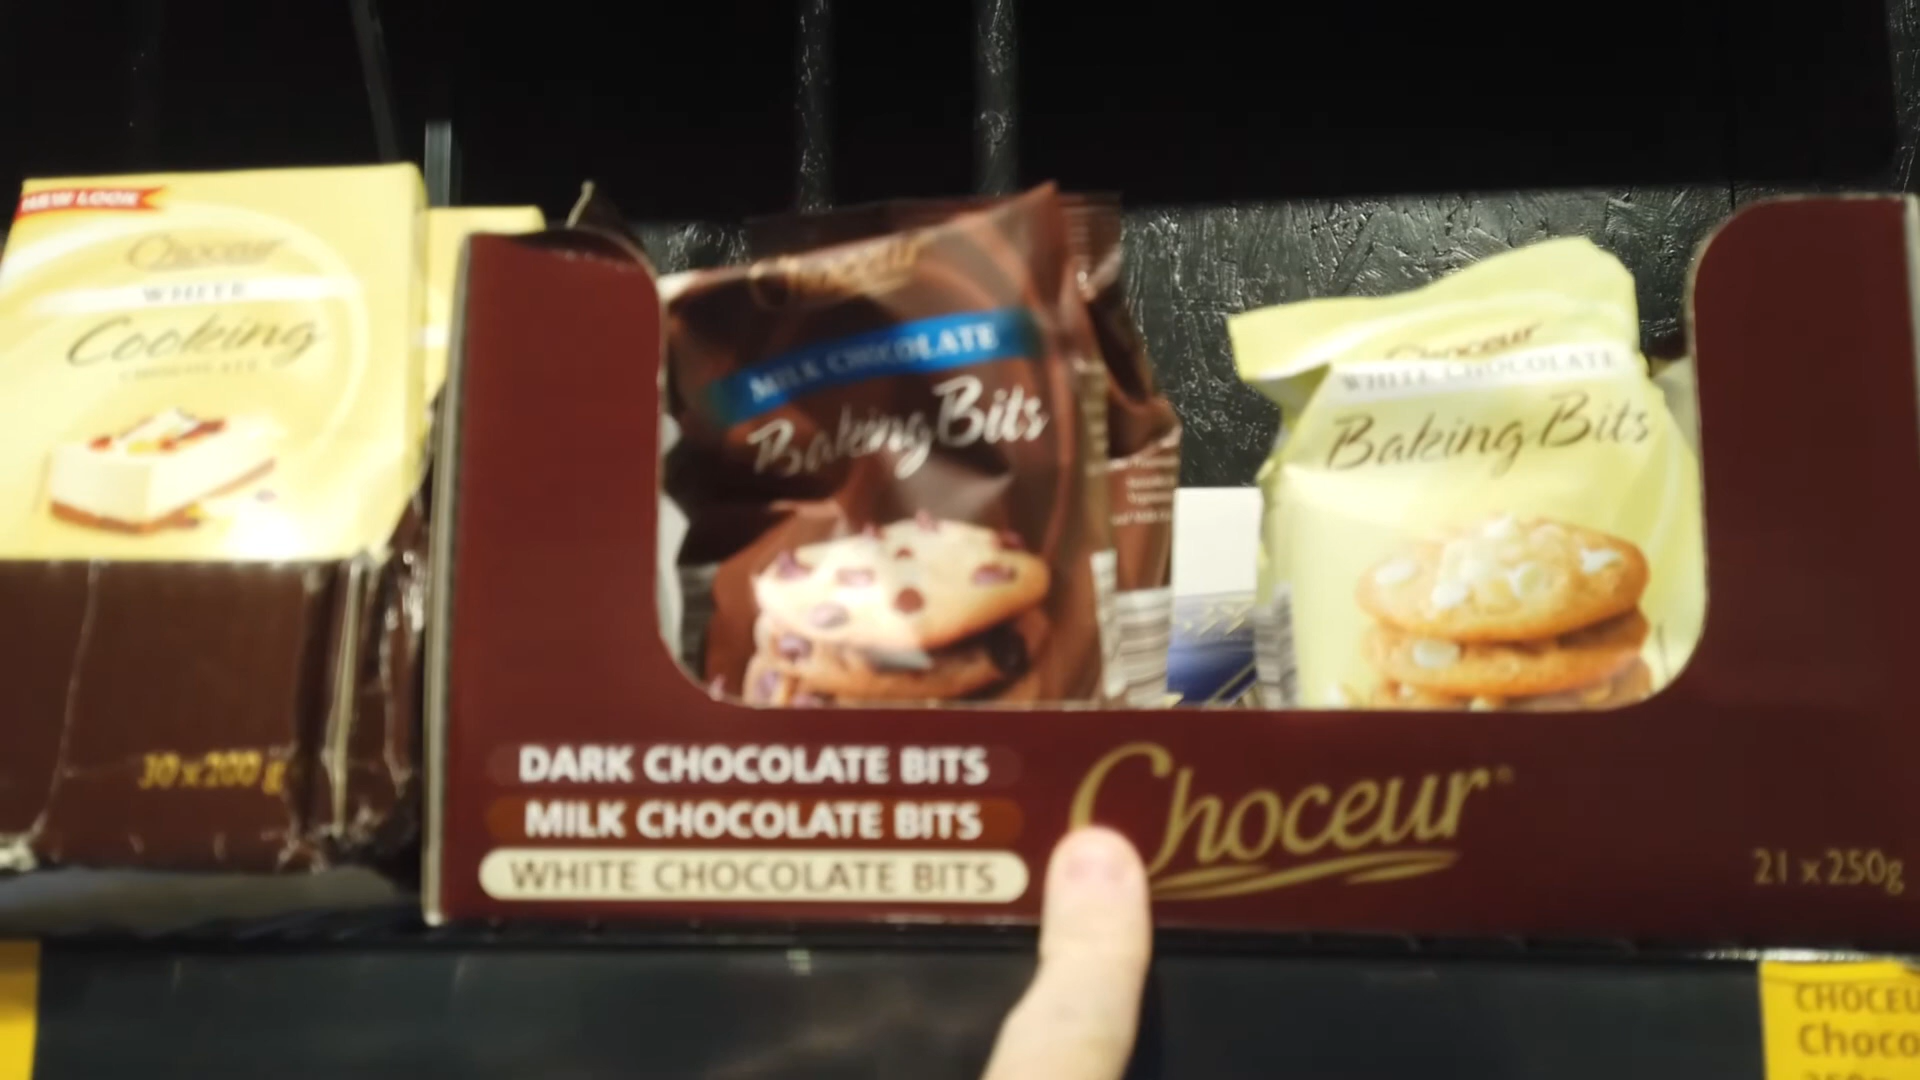 NEW LOOK
Choceur
WHITE
Cooking
CHOCOLATE
30 x 200 g
Choceur
MILK CHOCOLATE
Baking Bits
Choceur
WHITE CHOCOLATE
Baking Bits
DARK CHOCOLATE BITS
MILK CHOCOLATE BITS
WHITE CHOCOLATE BITS
Choceur
21 x 250g
CHOCEU
Choco